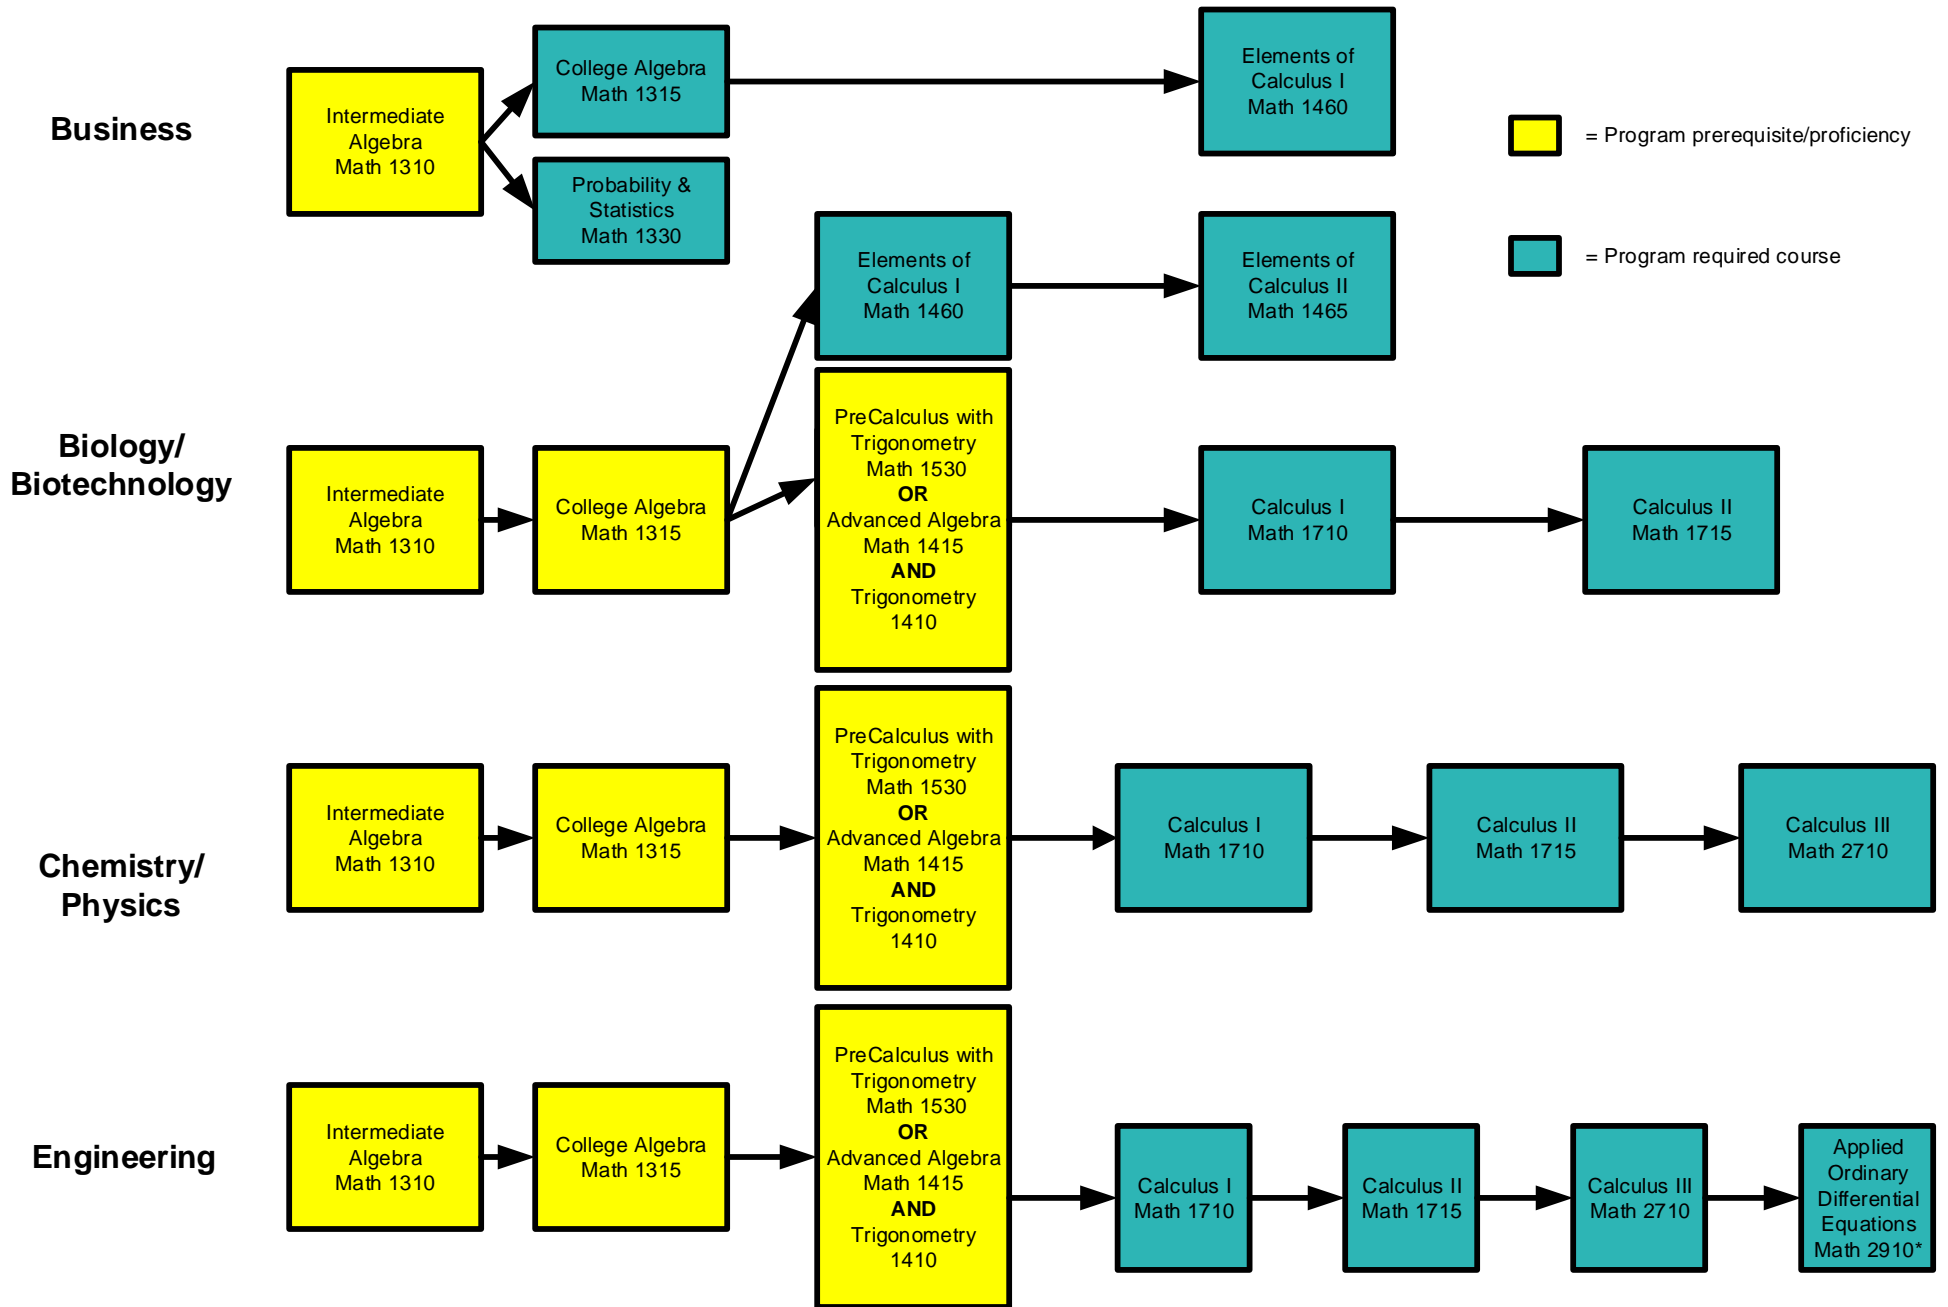 Business
Intermediate
Algebra
Math 1310
College Algebra
Math 1315
Probability &
Statistics
Math 1330
Elements of
Calculus I
Math 1460
= Program prerequisite/proficiency
= Program required course
Biology/
Biotechnology
Intermediate
Algebra
Math 1310
College Algebra
Math 1315
Elements of
Calculus I
Math 1460
Elements of
Calculus II
Math 1465
PreCalculus with
Trigonometry
Math 1530
OR
Advanced Algebra
Math 1415
AND
Trigonometry
1410
Calculus I
Math 1710
Calculus II
Math 1715
Chemistry/
Physics
Intermediate
Algebra
Math 1310
College Algebra
Math 1315
PreCalculus with
Trigonometry
Math 1530
OR
Advanced Algebra
Math 1415
AND
Trigonometry
1410
Calculus I
Math 1710
Calculus II
Math 1715
Calculus III
Math 2710
Engineering
Intermediate
Algebra
Math 1310
College Algebra
Math 1315
PreCalculus with
Trigonometry
Math 1530
OR
Advanced Algebra
Math 1415
AND
Trigonometry
1410
Calculus I
Math 1710
Calculus II
Math 1715
Calculus III
Math 2710
Applied
Ordinary
Differential
Equations
Math 2910*